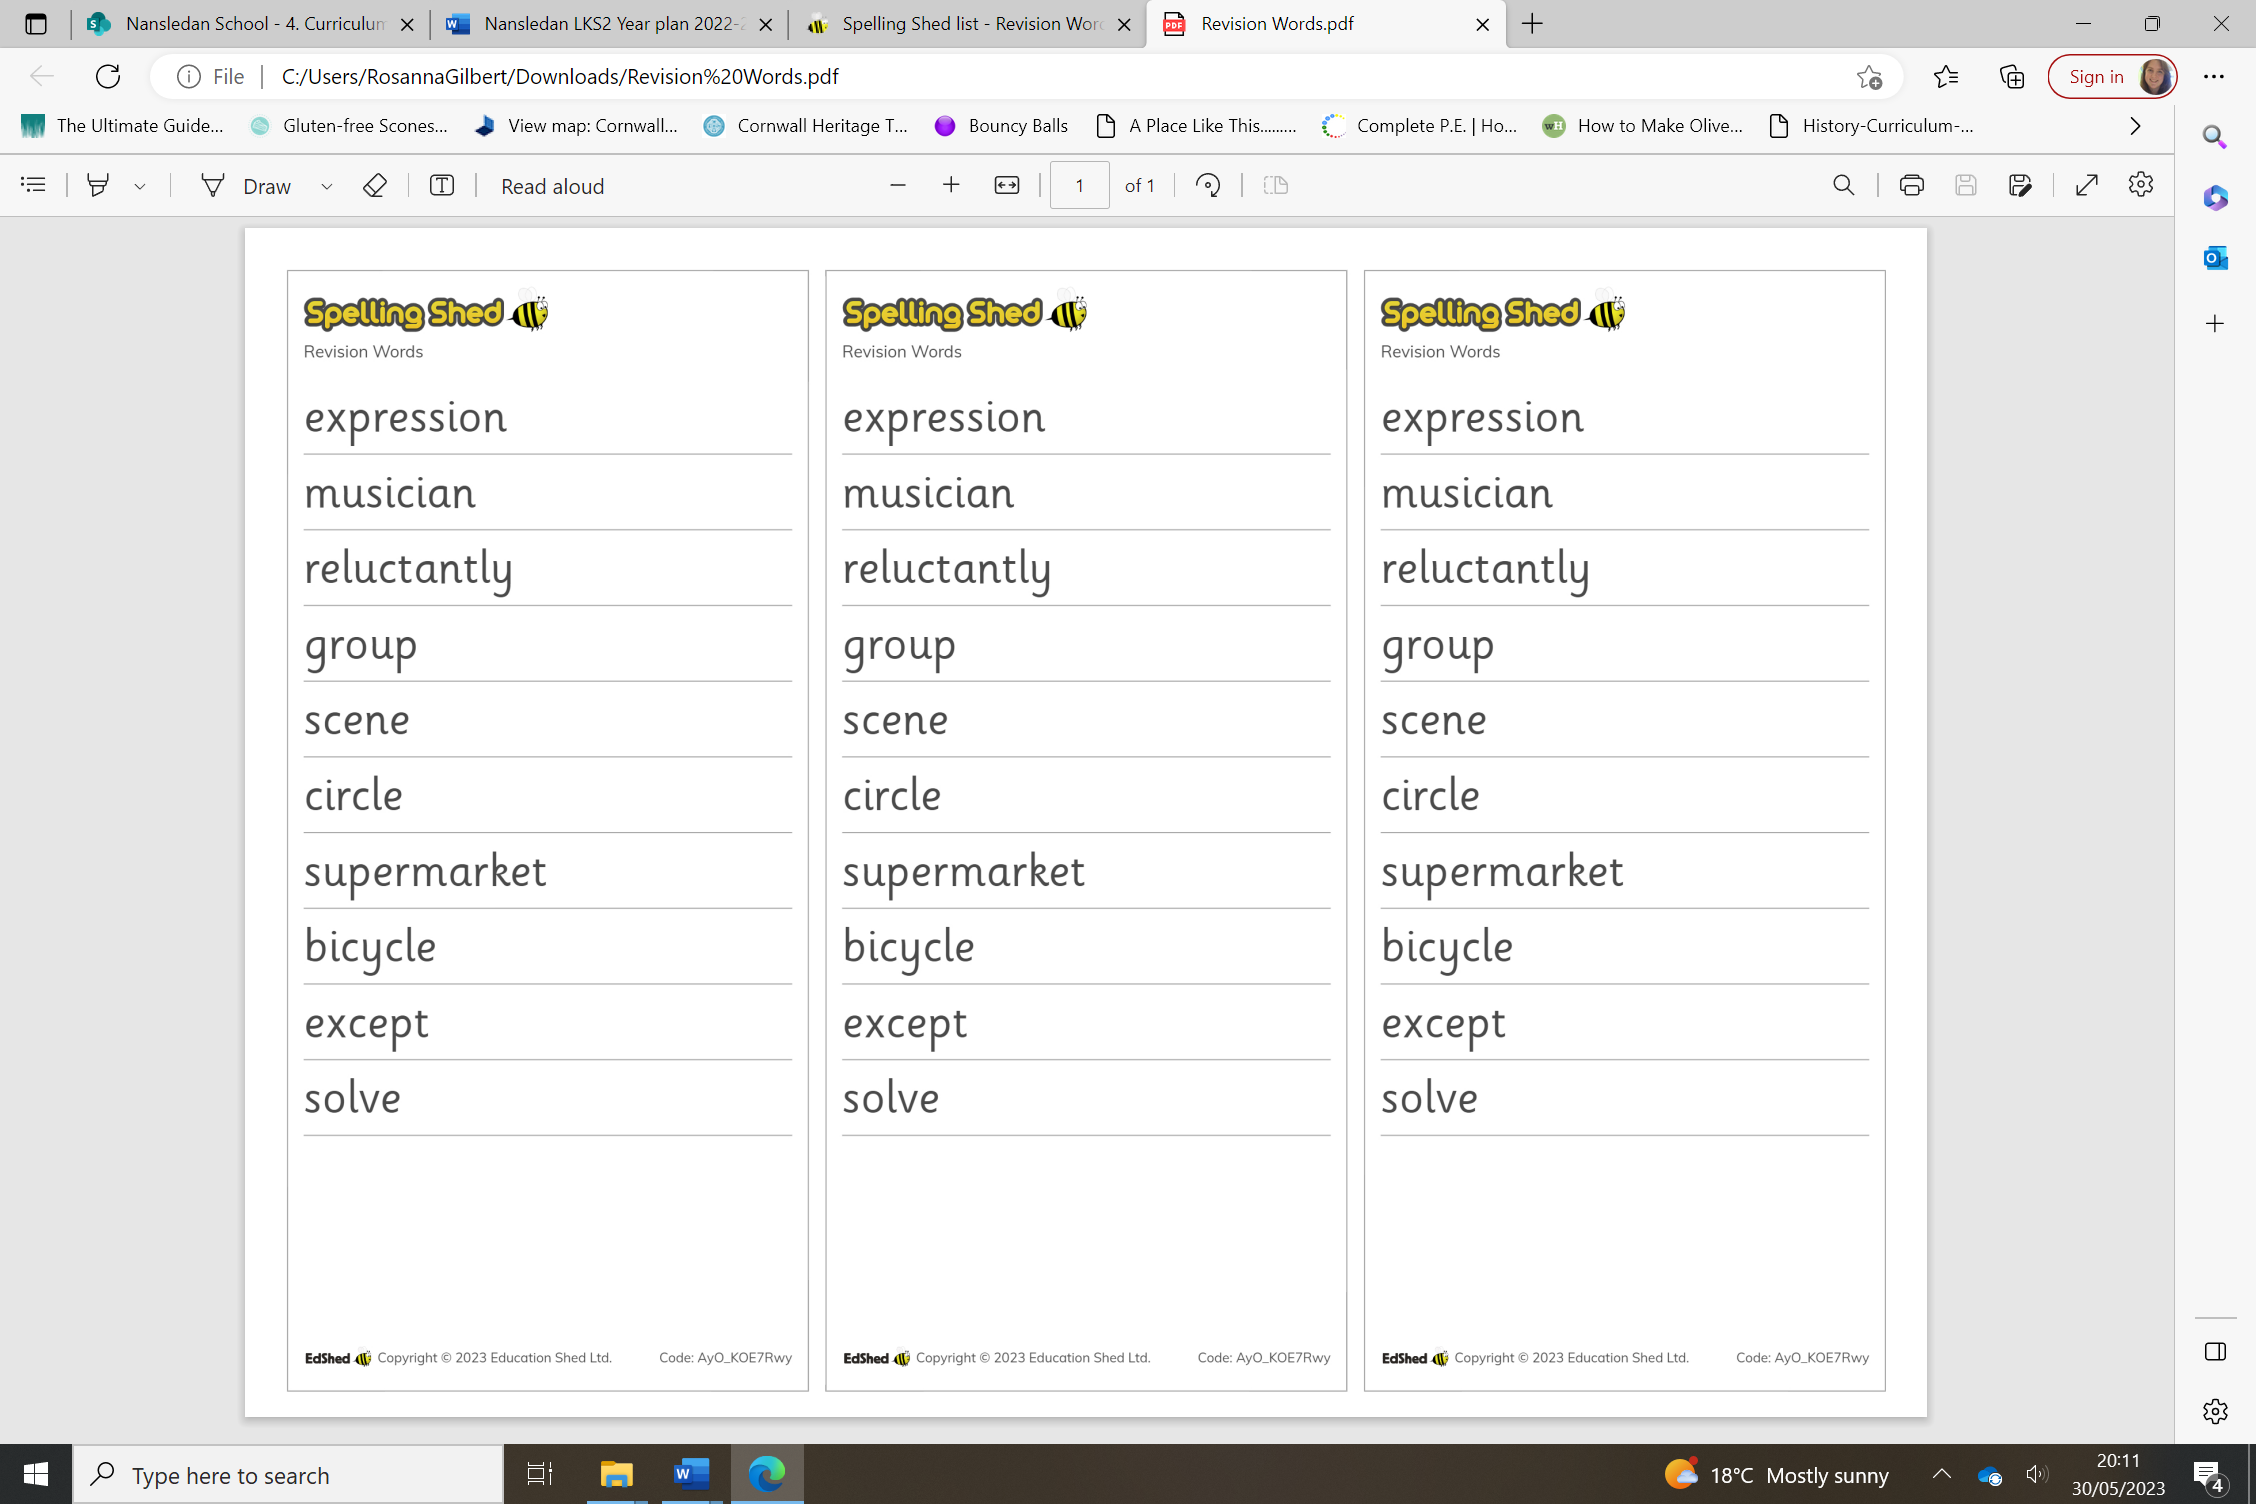 Nansledan School - 4. Curriculum
Nansledan LKS2 Year plan 2022-2
Spelling Shed list - Revision Word
Revision Words.pdf
File
C:/Users/RosannaGilbert/Downloads/Revision%20Words.pdf
Sign in
The Ultimate Guide...
Gluten-free Scones...
View map: Cornwall...
Cornwall Heritage T...
Bouncy Balls
A Place Like This.........
Complete P.E. | Ho...
How to Make Olive...
History-Curriculum-...
Draw
Read aloud
1
of 1
Spelling Shed
Revision Words
expression
musician
reluctantly
group
scene
circle
supermarket
bicycle
except
solve
EdShed Copyright © 2023 Education Shed Ltd. Code: AyO_KOE7Rwy
Spelling Shed
Revision Words
expression
musician
reluctantly
group
scene
circle
supermarket
bicycle
except
solve
EdShed Copyright © 2023 Education Shed Ltd. Code: AyO_KOE7Rwy
Spelling Shed
Revision Words
expression
musician
reluctantly
group
scene
circle
supermarket
bicycle
except
solve
EdShed Copyright © 2023 Education Shed Ltd. Code: AyO_KOE7Rwy
Type here to search
18°C Mostly sunny
20:11
30/05/2023
4